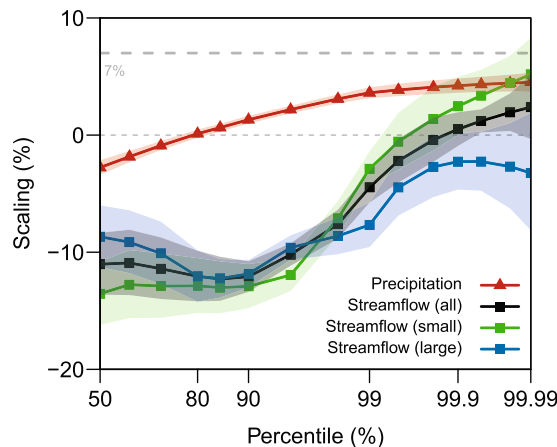 10
7%
0
Scaling (%)
−10
Precipitation
Streamflow (all)
Streamflow (small)
Streamflow (large)
−20
50 80 90 99 99.9 99.99
Percentile (%)